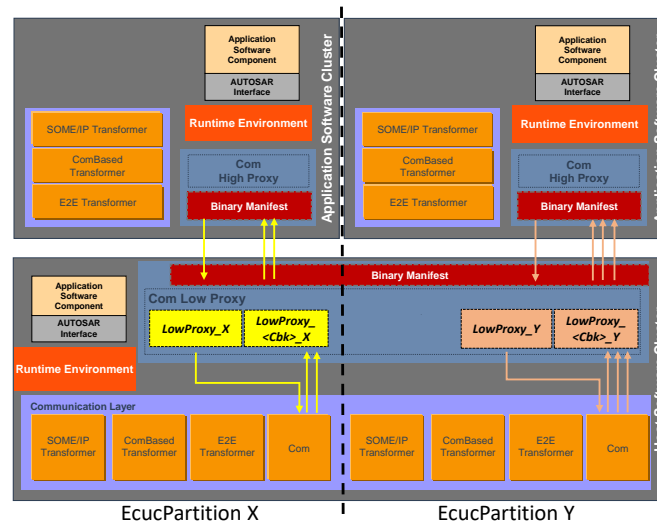 Application
Software
Component
AUTOSAR
Interface
Runtime Environment
SOME/IP Transformer
ComBased
Transformer
E2E Transformer
Com
High Proxy
Binary Manifest
Application Software Cluster
Application
Software
Component
AUTOSAR
Interface
Runtime Environment
SOME/IP Transformer
ComBased
Transformer
E2E Transformer
Com
High Proxy
Binary Manifest
Binary Manifest
Application
Software
Component
AUTOSAR
Interface
Runtime Environment
Com Low Proxy
LowProxy_X
LowProxy_
<Cbk>_X
LowProxy_Y
LowProxy_
<Cbk>_Y
Communication Layer
SOME/IP
Transformer
ComBased
Transformer
E2E
Transformer
Com
SOME/IP
Transformer
ComBased
Transformer
E2E
Transformer
Com
EcucPartition X
EcucPartition Y